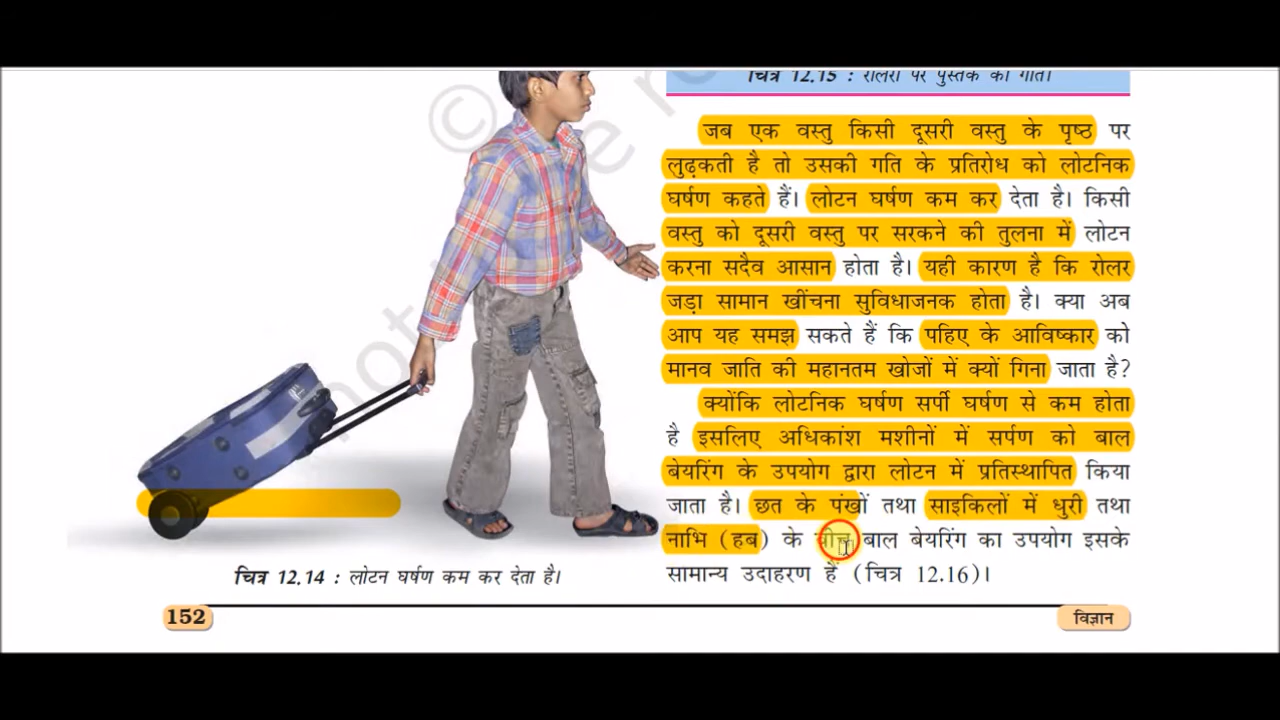 चित्र 12.15 : रोलरों पर पुस्तक की गति।
जब एक वस्तु किसी दूसरी वस्तु के पृष्ठ पर
लुढ़कती है तो उसकी गति के प्रतिरोध को लोटनिक
घर्षण कहते हैं। लोटन घर्षण कम कर देता है। किसी
वस्तु को दूसरी वस्तु पर सरकने की तुलना में लोटन
करना सदैव आसान होता है। यही कारण है कि रोलर
जड़ा सामान खींचना सुविधाजनक होता है। क्या अब
आप यह समझ सकते हैं कि पहिए के आविष्कार को
मानव जाति की महानतम खोजों में क्यों गिना जाता है?
क्योंकि लोटनिक घर्षण सर्पी घर्षण से कम होता
है इसलिए अधिकांश मशीनों में सर्पण को बाल
बेयरिंग के उपयोग द्वारा लोटन में प्रतिस्थापित किया
जाता है। छत के पंखों तथा साइकिलों में धुरी तथा
नाभि (हब) के बीच बाल बेयरिंग का उपयोग इसके
सामान्य उदाहरण हैं (चित्र 12.16)।
चित्र 12.14 : लोटन घर्षण कम कर देता है।
152
विज्ञान